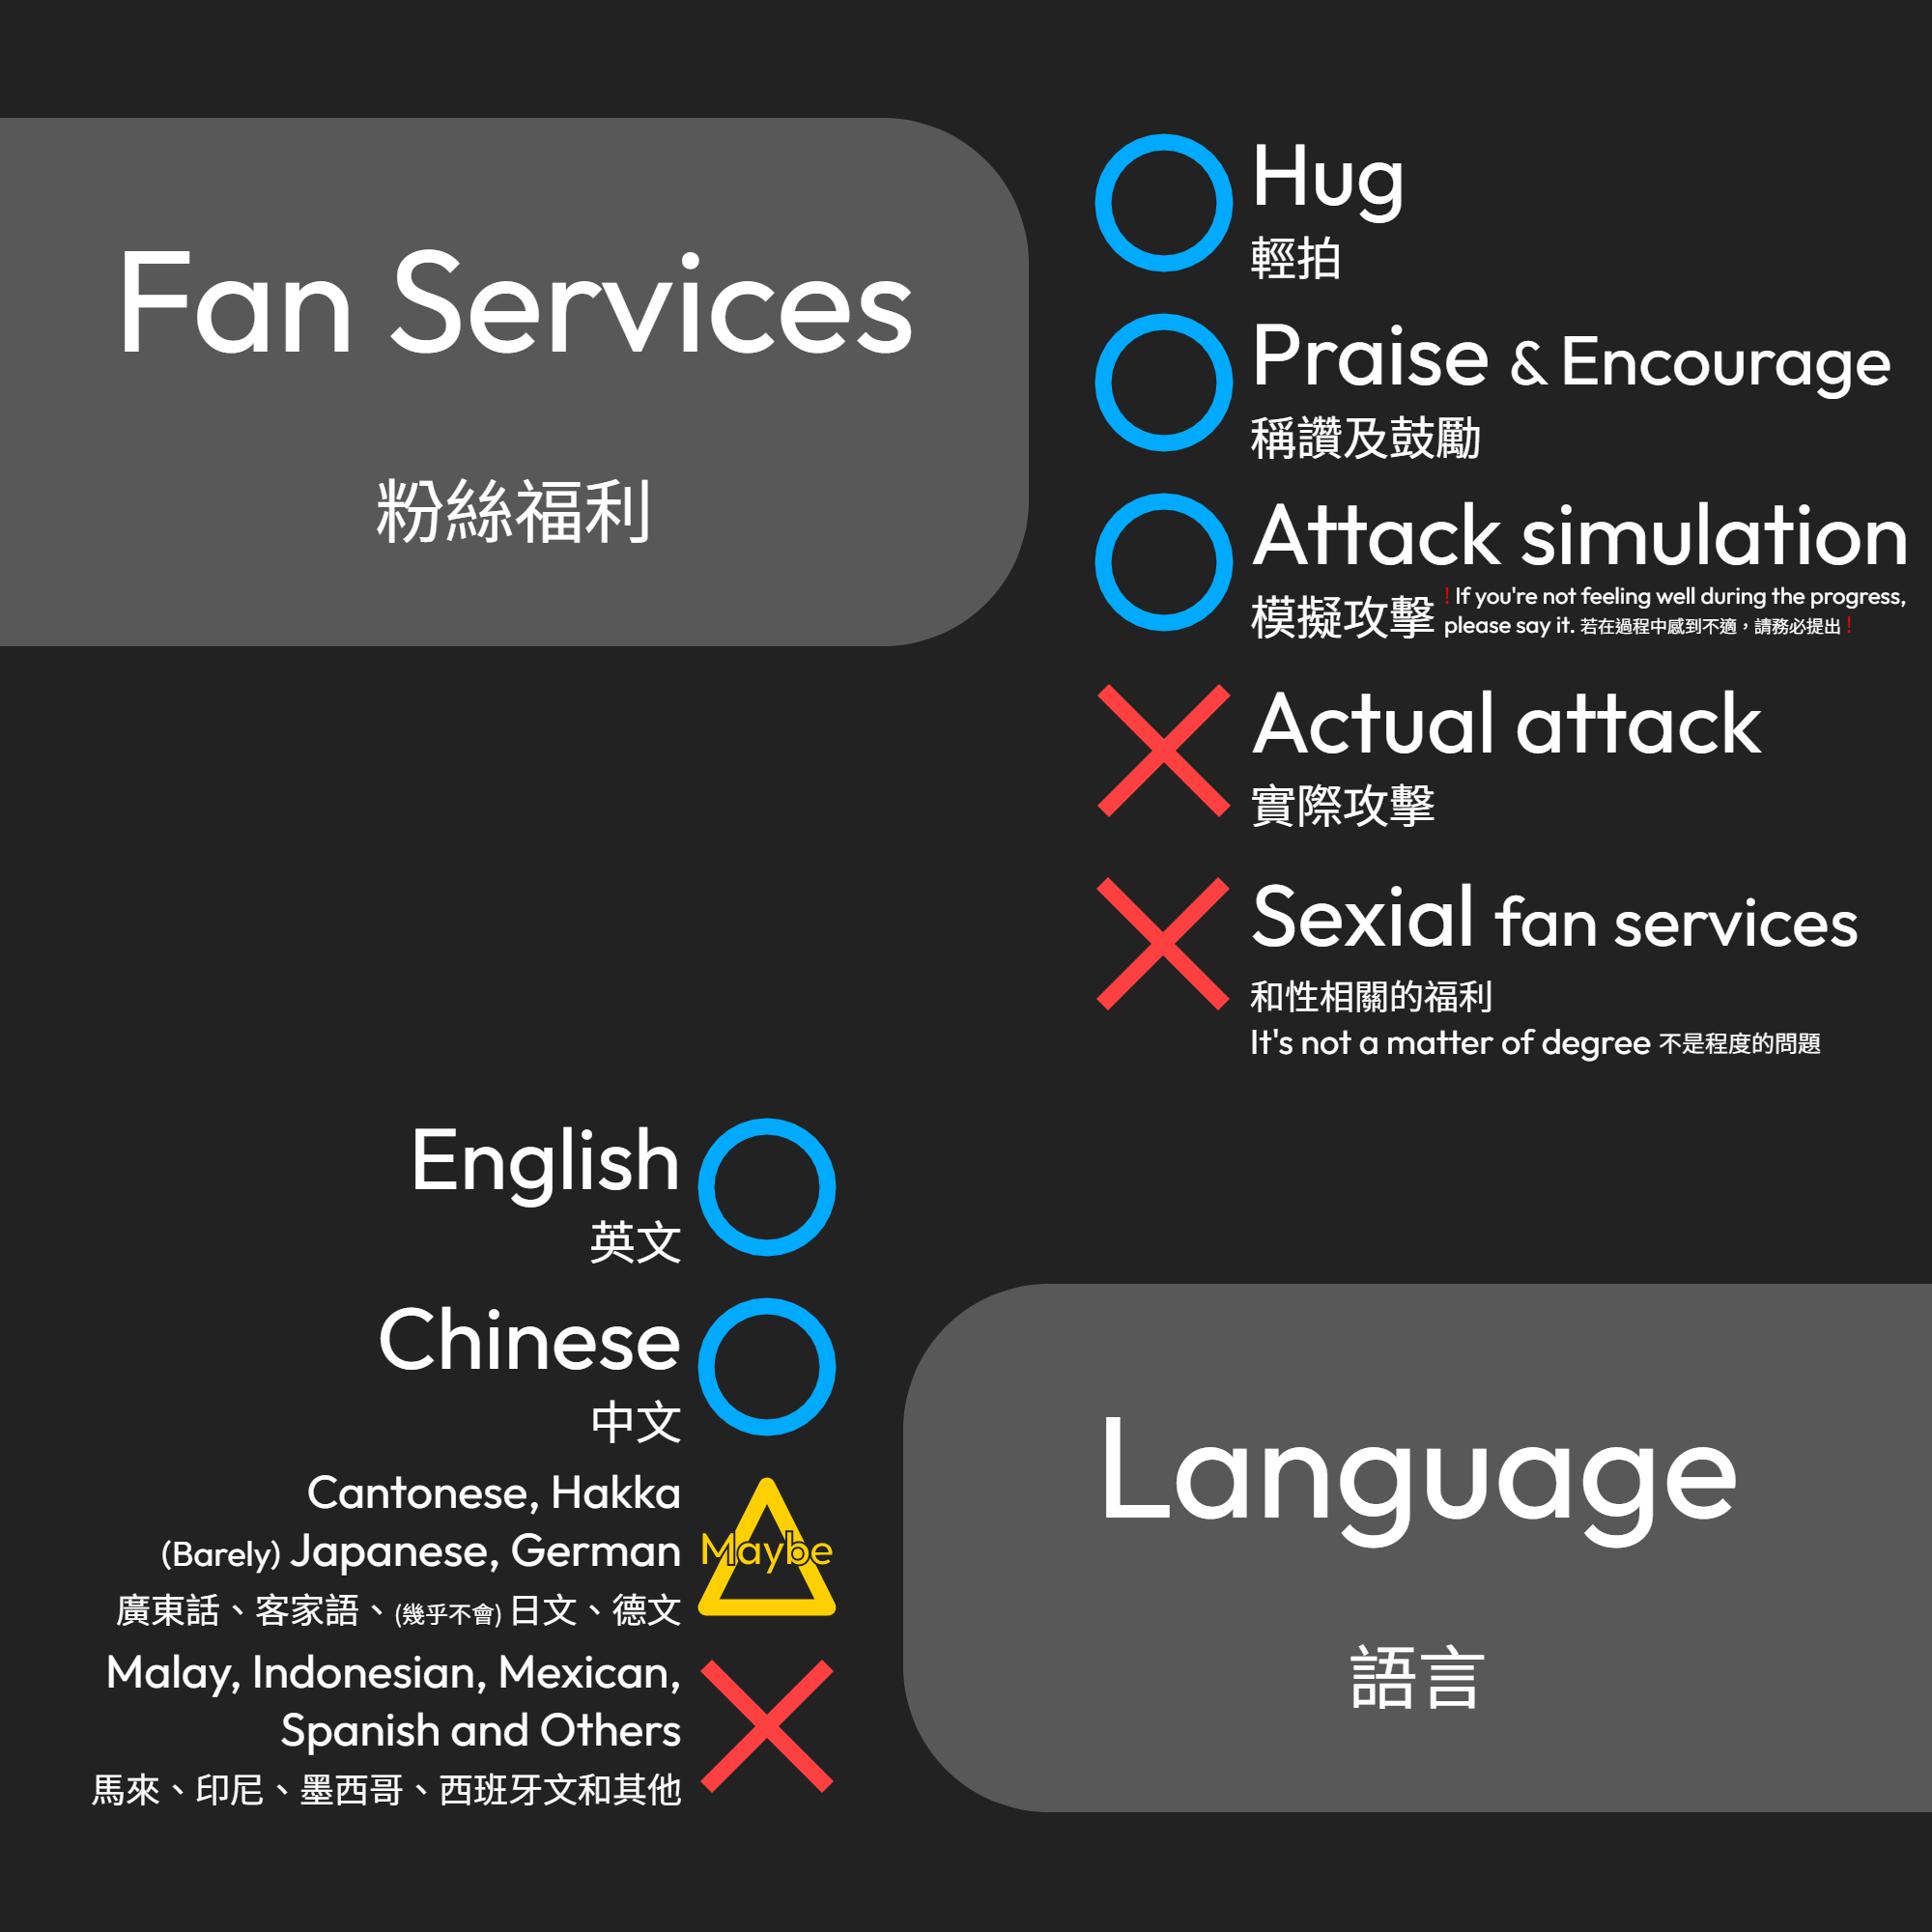 Fan Services
粉絲福利
Hug
輕拍
Praise & Encourage
稱讚及鼓勵
Attack simulation
模擬攻擊 ! If you're not feeling well during the progress,
please say it. 若在過程中感到不適，請務必提出 !
Actual attack
實際攻擊
Sexial fan services
和性相關的福利
It's not a matter of degree 不是程度的問題
English
英文
Chinese
中文
Cantonese, Hakka
(Barely) Japanese, German
廣東話、客家語、(幾乎不會) 日文、德文
Maybe
Malay, Indonesian, Mexican,
Spanish and Others
馬來、印尼、墨西哥、西班牙文和其他
Language
語言